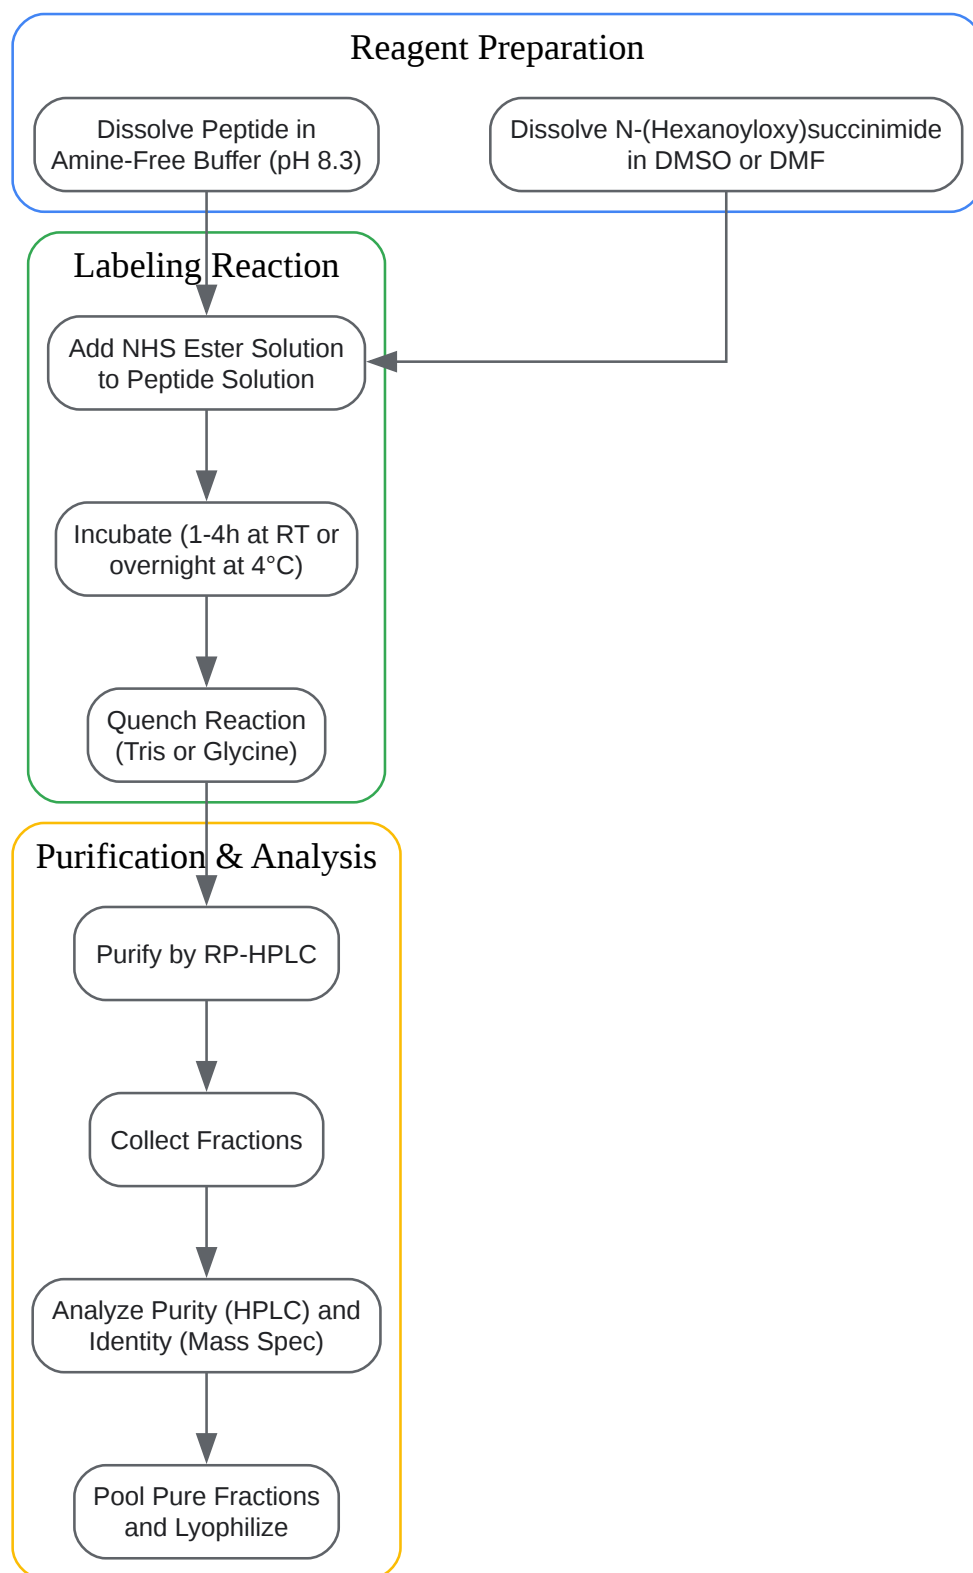 Reagent Preparation
Dissolve Peptide in
Amine-Free Buffer (pH 8.3)
Dissolve N-(Hexanoyloxy)succinimide
in DMSO or DMF
Labeling Reaction
Add NHS Ester Solution
to Peptide Solution
Incubate (1-4h at RT or
overnight at 4°C)
Quench Reaction
(Tris or Glycine)
Purification & Analysis
Purify by RP-HPLC
Collect Fractions
Analyze Purity (HPLC) and
Identity (Mass Spec)
Pool Pure Fractions
and Lyophilize